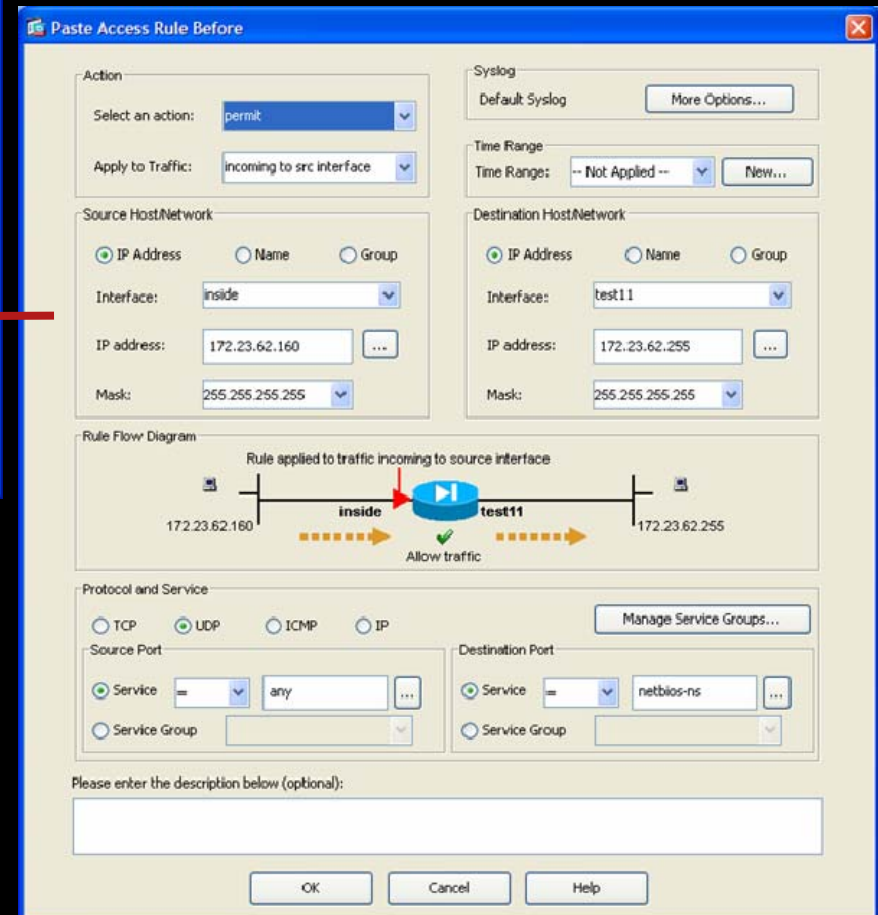 Paste Access Rule Before
Action
Select an action: permit
Apply to Traffic: incoming to src interface
Syslog
Default Syslog More Options...
Time Range
Time Range: -- Not Applied -- New...
Source Host/Network
IP Address Name Group
Interface: inside
IP address: 172.23.62.160 ...
Mask: 255.255.255.255
Destination Host/Network
IP Address Name Group
Interface: test11
IP address: 172.23.62.255 ...
Mask: 255.255.255.255
Rule Flow Diagram
Rule applied to traffic incoming to source interface
inside test11
172.23.62.160 172.23.62.255
Allow traffic
Protocol and Service
TCP UDP ICMP IP
Manage Service Groups...
Source Port
Service = any ...
Service Group
Destination Port
Service = netbios-ns ...
Service Group
Please enter the description below (optional):
OK Cancel Help